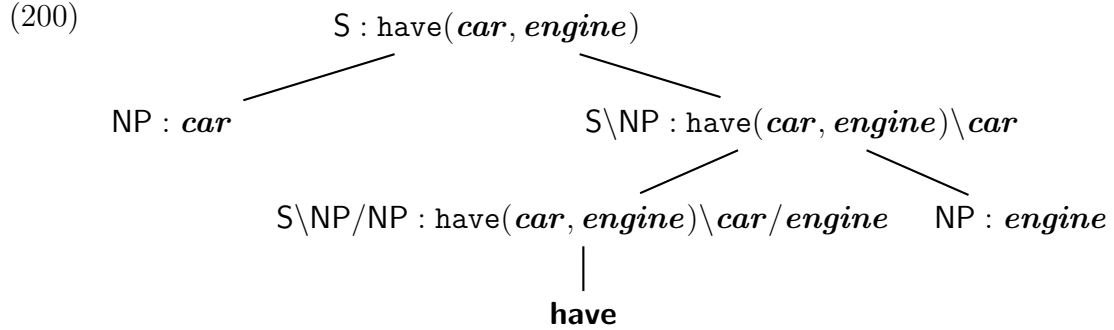 (200)
S : have(car, engine)
NP : car
S\NP : have(car, engine)\car
S\NP/NP : have(car, engine)\car/engine
NP : engine
have